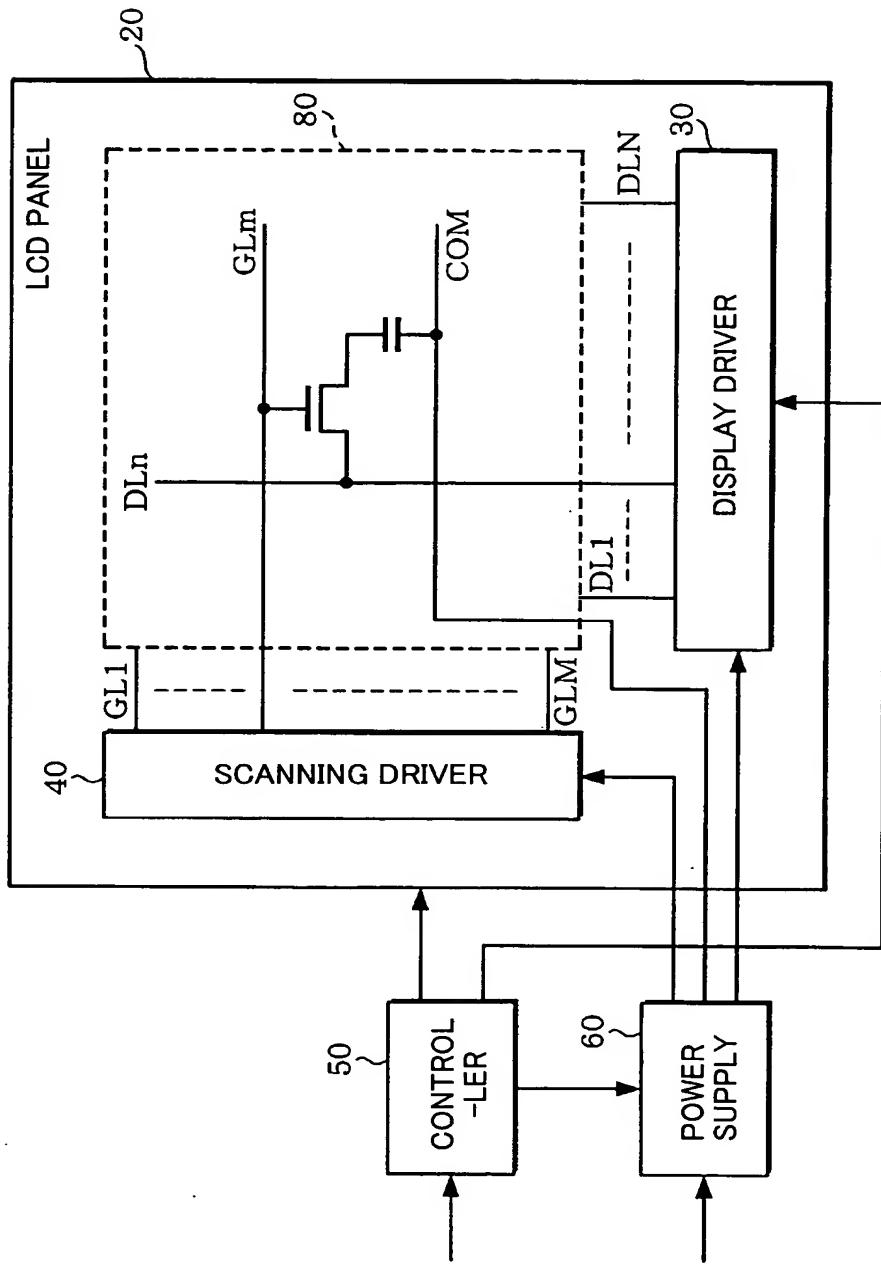 LCD PANEL
20
80
GLm
COM
DLn
DLN
30
DISPLAY DRIVER
DL1
GL1
GLM
40
SCANNING DRIVER
50
CONTROL
-LER
60
POWER
SUPPLY